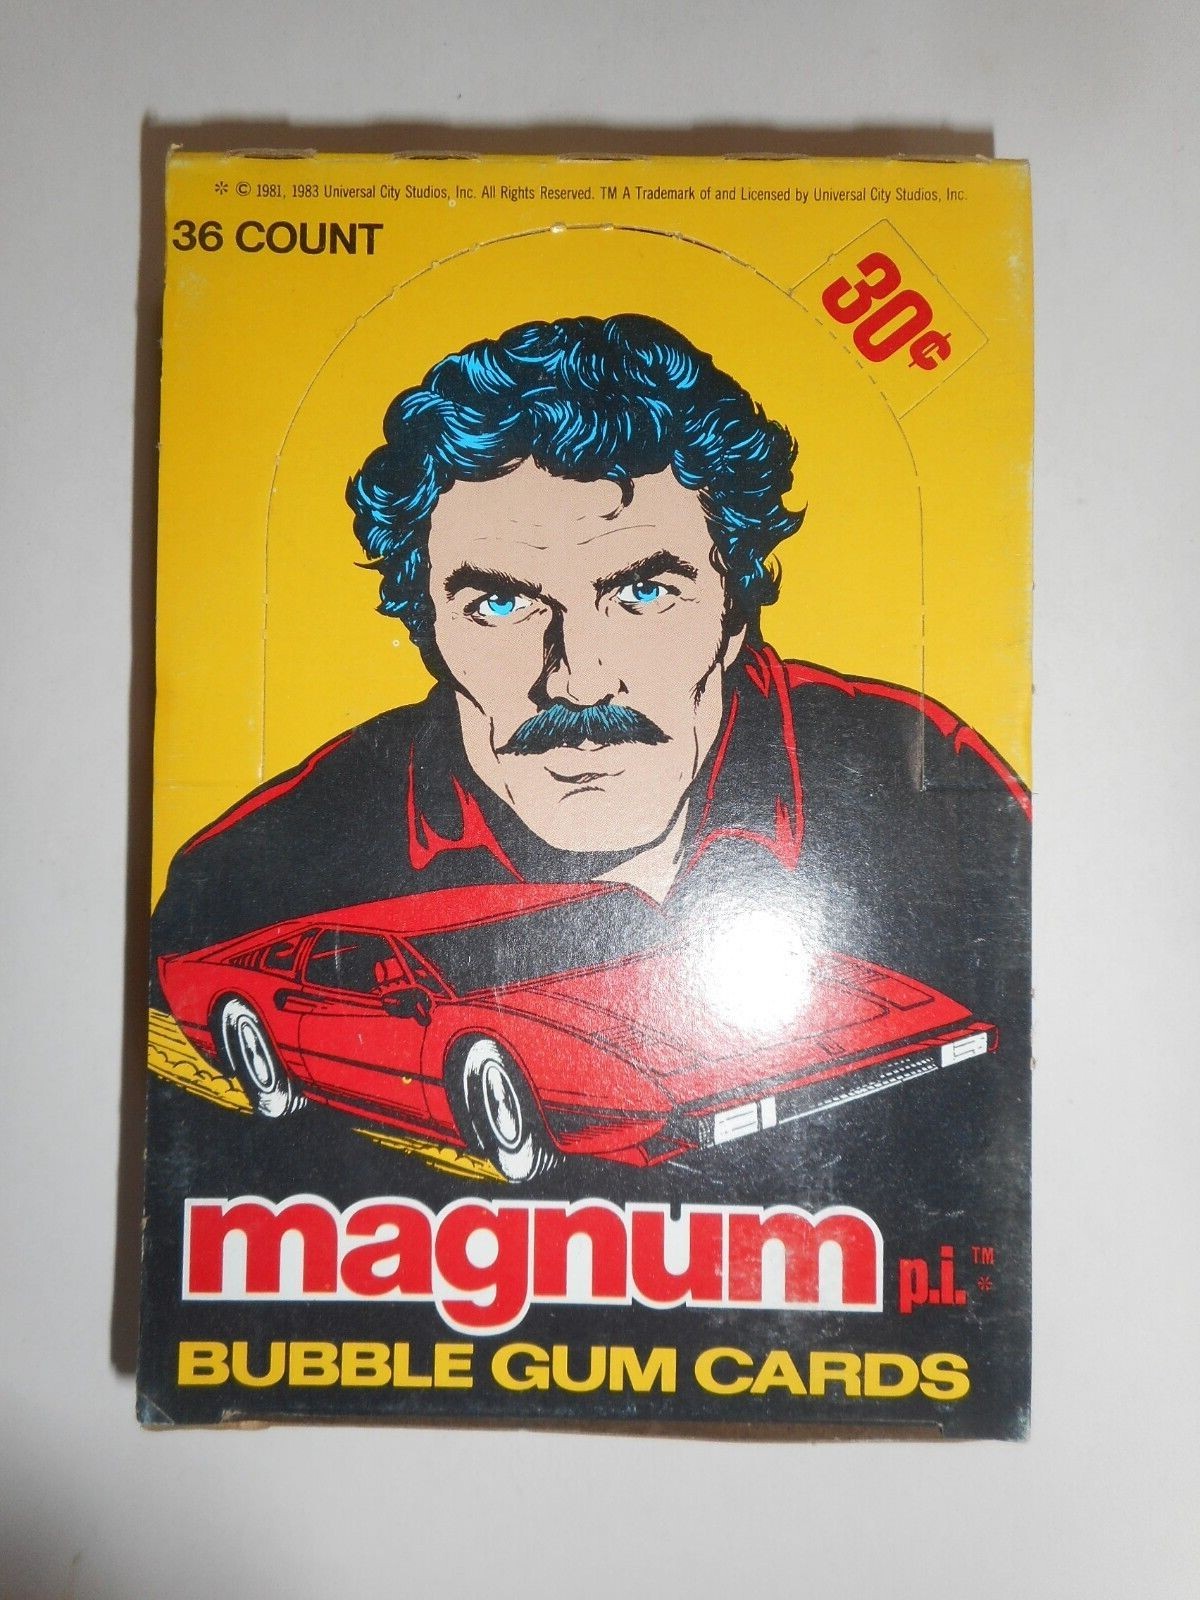 * © 1981, 1983 Universal City Studios, Inc. All Rights Reserved. TM A Trademark of and Licensed by Universal City Studios, Inc.
36 COUNT
30¢
magnum p.i.™*
BUBBLE GUM CARDS